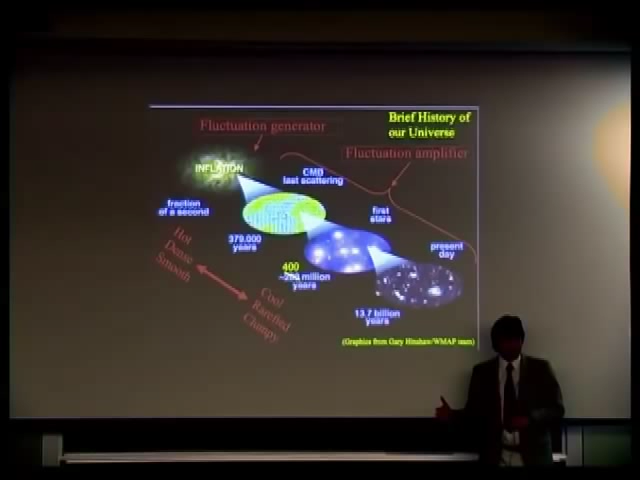 Brief History of
our Universe
Fluctuation generator
Fluctuation amplifier
INFLATION
CMB
last scattering
fraction
of a second
first
stars
379,000
years
present
day
400
million
years
13.7 billion
years
Hot
Dense
Smooth
Cool
Rarefied
Clumpy
(Graphics from Gary Hinshaw/WMAP team)